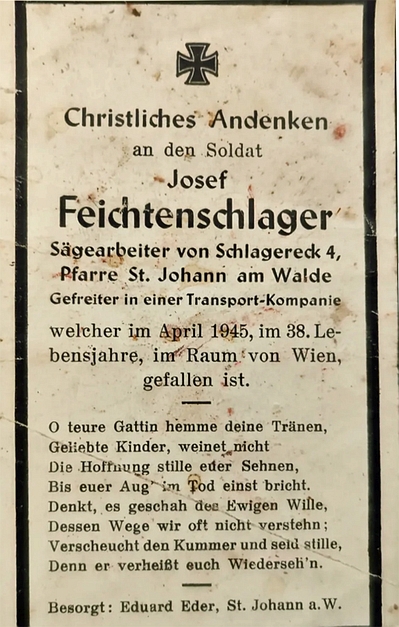 Christliches Andenken
an den Soldat
Josef
Feichtenschlager
Sägearbeiter von Schlagereck 4,
Pfarre St. Johann am Walde
Gefreiter in einer Transport-Kompanie
welcher im April 1945, im 38. Le-
bensjahre, im Raum von Wien,
gefallen ist.
O teure Gattin hemme deine Tränen,
Geliebte Kinder, weinet nicht
Die Hoffnung stille euer Sehnen,
Bis euer Aug' im Tod einst bricht.
Denkt, es geschah des Ewigen Wille,
Dessen Wege wir oft nicht verstehn;
Verscheucht den Kummer und seid stille,
Denn er verheißt euch Wiederseh'n.
Besorgt: Eduard Eder, St. Johann a.W.